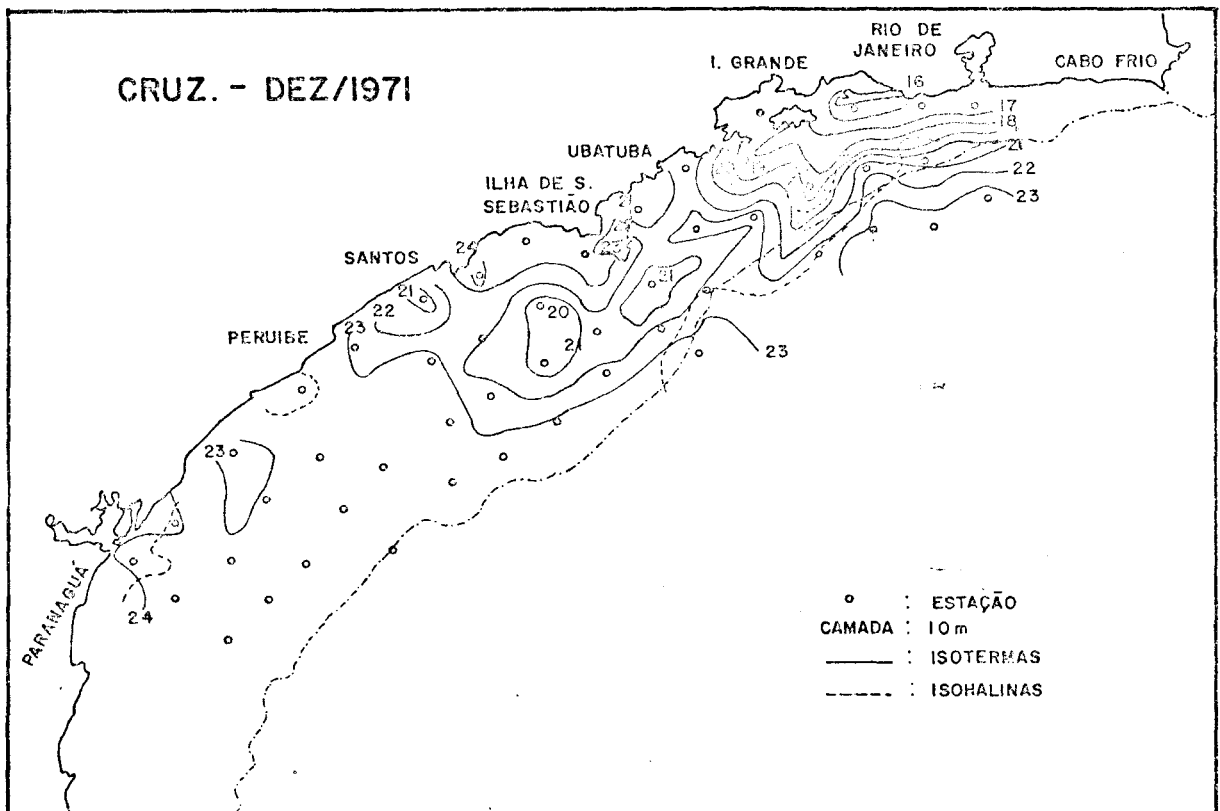 CRUZ. - DEZ/1971
RIO DE
JANEIRO
CABO FRIO
I. GRANDE
16
17
18
21
22
23
UBATUBA
ILHA DE S.
SEBASTIÃO
23
24
SANTOS
21
21
22
20
23
PERUIBE
21
23
23
24
PARANAGUÁ
° : ESTAÇÃO
CAMADA : 10 m
: ISOTERMAS
: ISOHALINAS